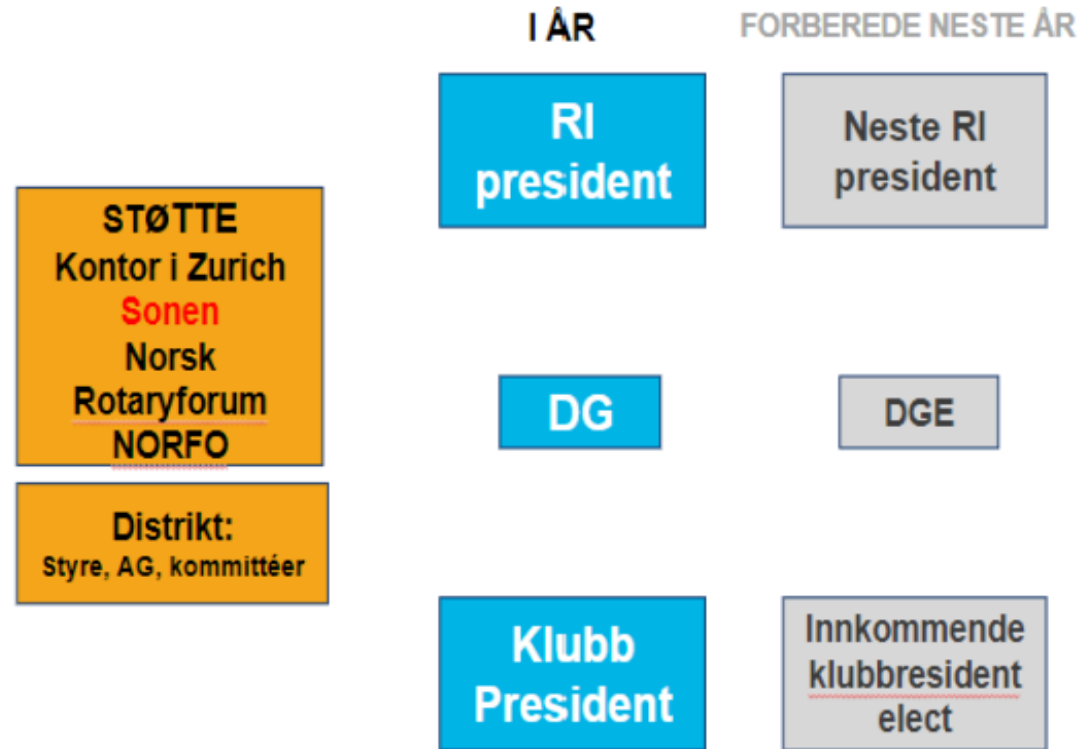 I ÅR
FORBEREDE NESTE ÅR
RI
president
Neste RI
president
STØTTE
Kontor i Zurich
Sonen
Norsk
Rotaryforum
NORFO
DG
DGE
Distrikt:
Styre, AG, kommittéer
Klubb
President
Innkommende
klubbresident
elect